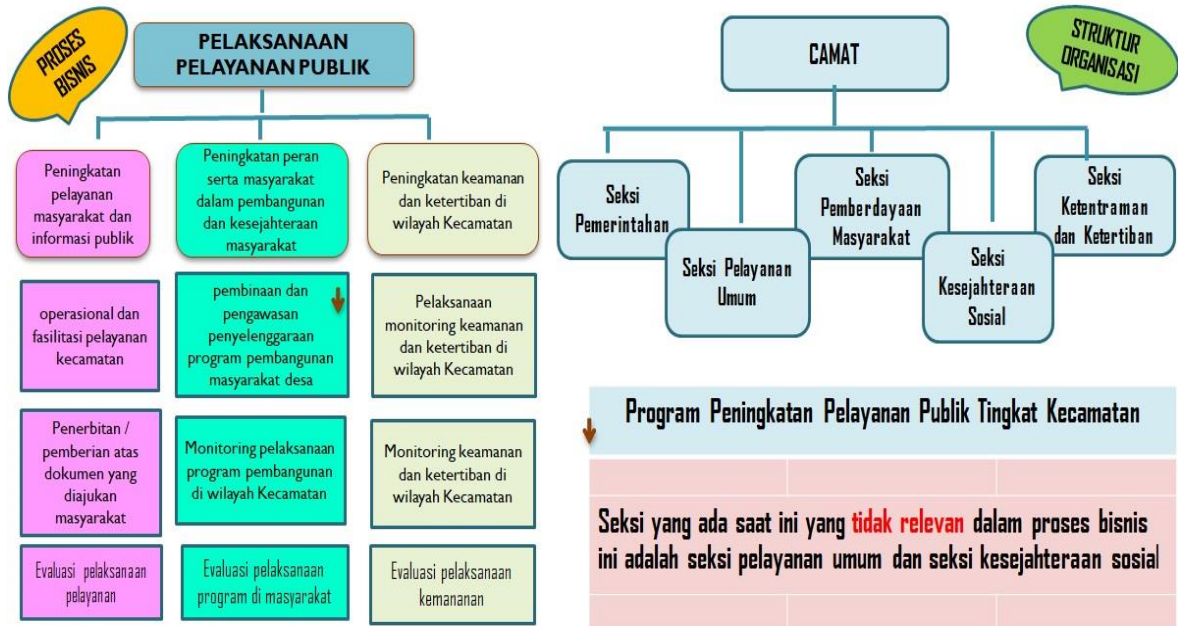 PROSES
BISNIS
PELAKSANAAN
PELAYANAN PUBLIK
Peningkatan
pelayanan
masyarakat dan
informasi publik
Peningkatan peran
serta masyarakat
dalam pembangunan
dan kesejahteraan
masyarakat
Peningkatan keamanan
dan ketertiban di
wilayah Kecamatan
operasional dan
fasilitasi pelayanan
kecamatan
pembinaan dan
pengawasan
penyelenggaraan
program pembangunan
masyarakat desa
Pelaksanaan
monitoring keamanan
dan ketertiban di
wilayah Kecamatan
Penerbitan /
pemberian atas
dokumen yang
diajukan
masyarakat
Monitoring pelaksanaan
program pembangunan
di wilayah Kecamatan
Monitoring keamanan
dan ketertiban di
wilayah Kecamatan
Evaluasi pelaksanaan
pelayanan
Evaluasi pelaksanaan
program di masyarakat
Evaluasi pelaksanaan
kemananan
STRUKTUR
ORGANISASI
CAMAT
Seksi
Pemerintahan
Seksi Pelayanan
Umum
Seksi
Pemberdayaan
Masyarakat
Seksi
Kesejahteraan
Sosial
Seksi
Ketentraman
dan Ketertiban
Program Peningkatan Pelayanan Publik Tingkat Kecamatan
Seksi yang ada saat ini yang tidak relevan dalam proses bisnis
ini adalah seksi pelayanan umum dan seksi kesejahteraan sosial